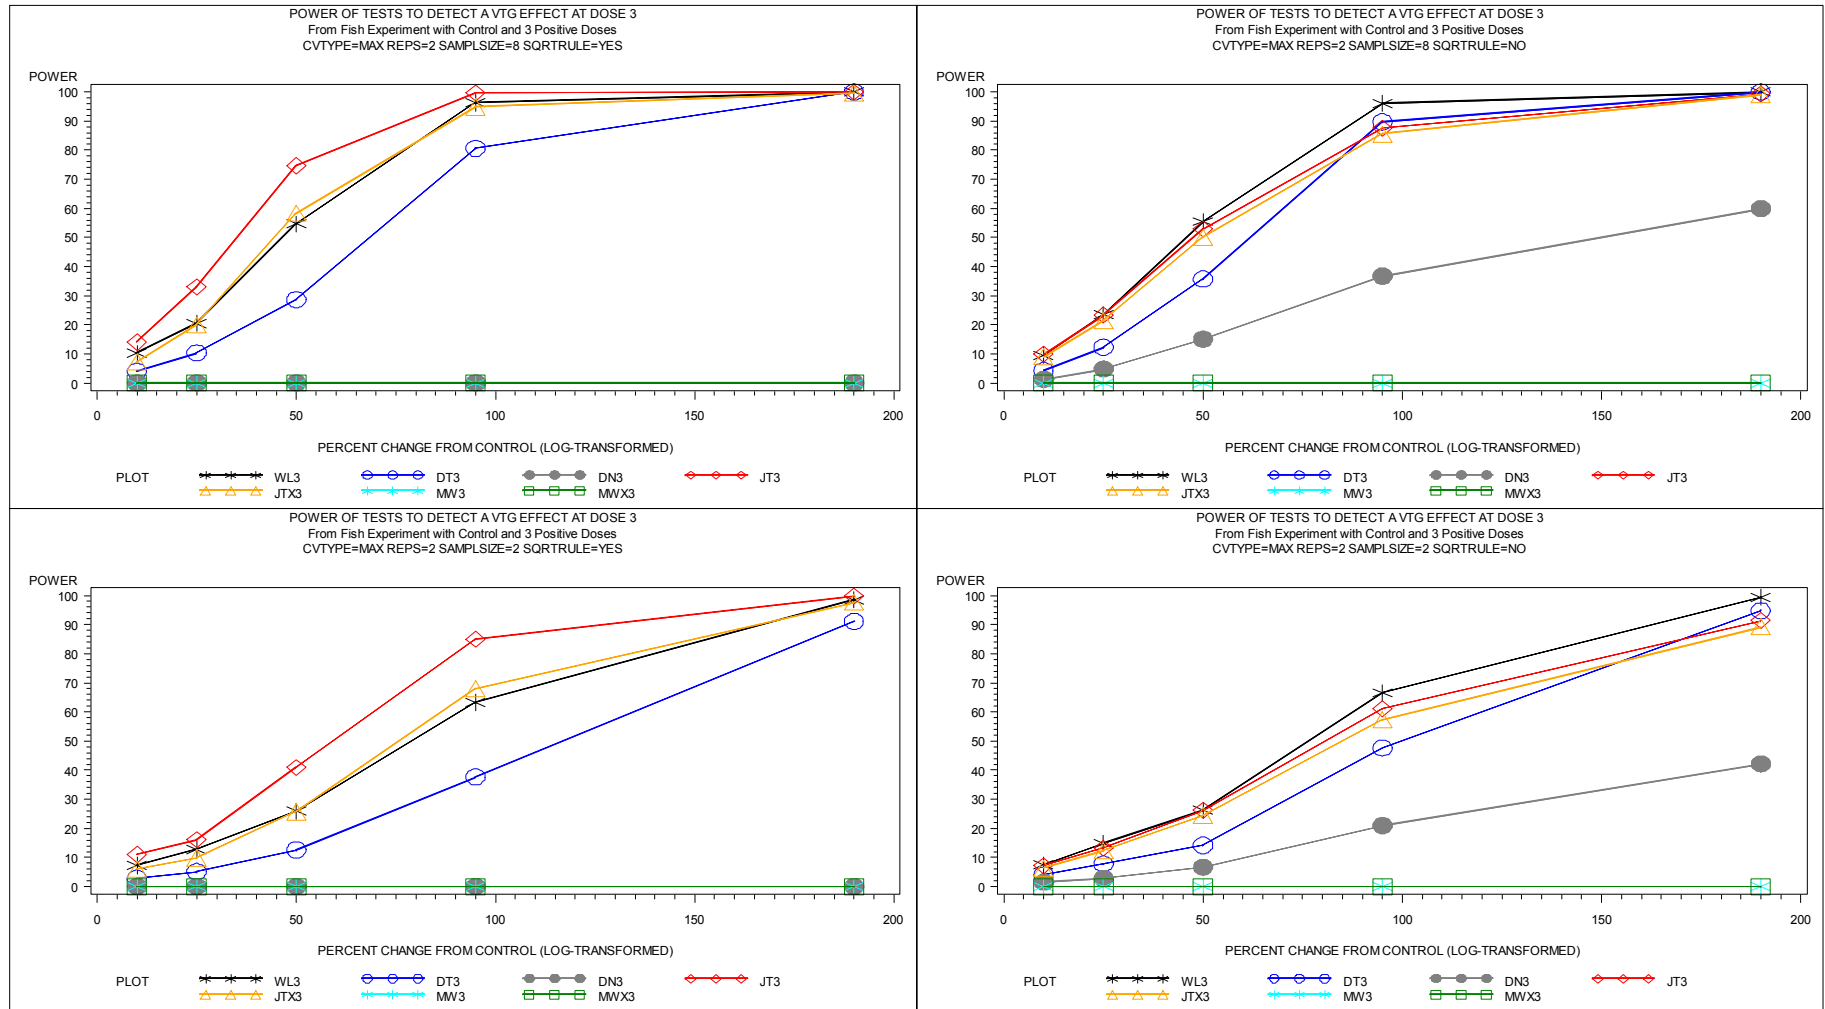 POWER OF TESTS TO DETECT A VTG EFFECT AT DOSE 3
From Fish Experiment with Control and 3 Positive Doses
CVTYPE=MAX REPS=2 SAMPLSIZE=8 SQRTRULE=YES
POWER
100
90
80
70
60
50
40
30
20
10
0
0 50 100 150 200
PERCENT CHANGE FROM CONTROL (LOG-TRANSFORMED)
PLOT WL3 DT3 DN3 JT3
JTX3 MW3 MWX3
POWER OF TESTS TO DETECT A VTG EFFECT AT DOSE 3
From Fish Experiment with Control and 3 Positive Doses
CVTYPE=MAX REPS=2 SAMPLSIZE=8 SQRTRULE=NO
POWER
100
90
80
70
60
50
40
30
20
10
0
0 50 100 150 200
PERCENT CHANGE FROM CONTROL (LOG-TRANSFORMED)
PLOT WL3 DT3 DN3 JT3
JTX3 MW3 MWX3
POWER OF TESTS TO DETECT A VTG EFFECT AT DOSE 3
From Fish Experiment with Control and 3 Positive Doses
CVTYPE=MAX REPS=2 SAMPLSIZE=2 SQRTRULE=YES
POWER
100
90
80
70
60
50
40
30
20
10
0
0 50 100 150 200
PERCENT CHANGE FROM CONTROL (LOG-TRANSFORMED)
PLOT WL3 DT3 DN3 JT3
JTX3 MW3 MWX3
POWER OF TESTS TO DETECT A VTG EFFECT AT DOSE 3
From Fish Experiment with Control and 3 Positive Doses
CVTYPE=MAX REPS=2 SAMPLSIZE=2 SQRTRULE=NO
POWER
100
90
80
70
60
50
40
30
20
10
0
0 50 100 150 200
PERCENT CHANGE FROM CONTROL (LOG-TRANSFORMED)
PLOT WL3 DT3 DN3 JT3
JTX3 MW3 MWX3